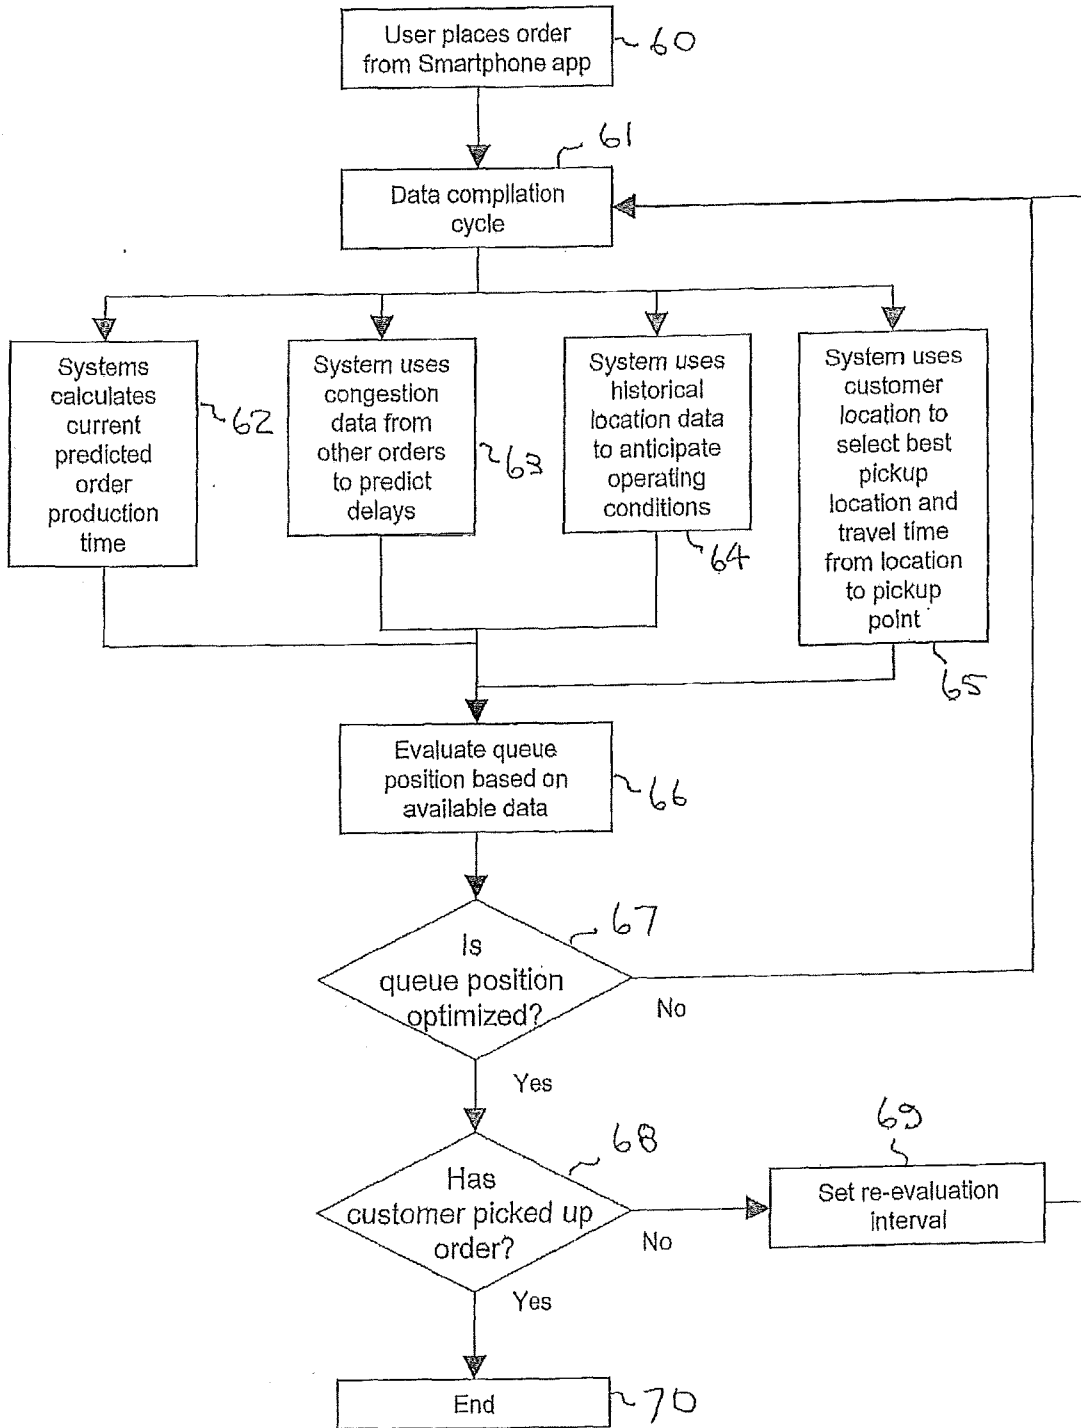 User places order
from Smartphone app
60
61
Data compilation
cycle
Systems
calculates
current
predicted
order
production
time
62
System uses
congestion
data from
other orders
to predict
delays
63
System uses
historical
location data
to anticipate
operating
conditions
64
System uses
customer
location to
select best
pickup
location and
travel time
from location
to pickup
point
65
Evaluate queue
position based on
available data
66
67
Is
queue position
optimized?
No
Yes
68
Has
customer picked up
order?
No
69
Set re-evaluation
interval
Yes
End
70